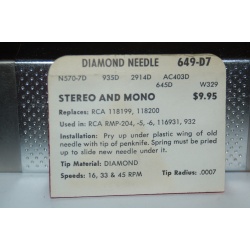 DIAMOND NEEDLE 649-D7
N570-7D 935D 2914D AC403D
645D W329
STEREO AND MONO $9.95
Replaces: RCA 118199, 118200
Used in: RCA RMP-204, -5, -6, 116931, 932
Installation: Pry up under plastic wing of old
needle with tip of penknife. Spring must be pried
up to slide new needle under it.
Tip Material: DIAMOND
Speeds: 16, 33 & 45 RPM Tip Radius: .0007